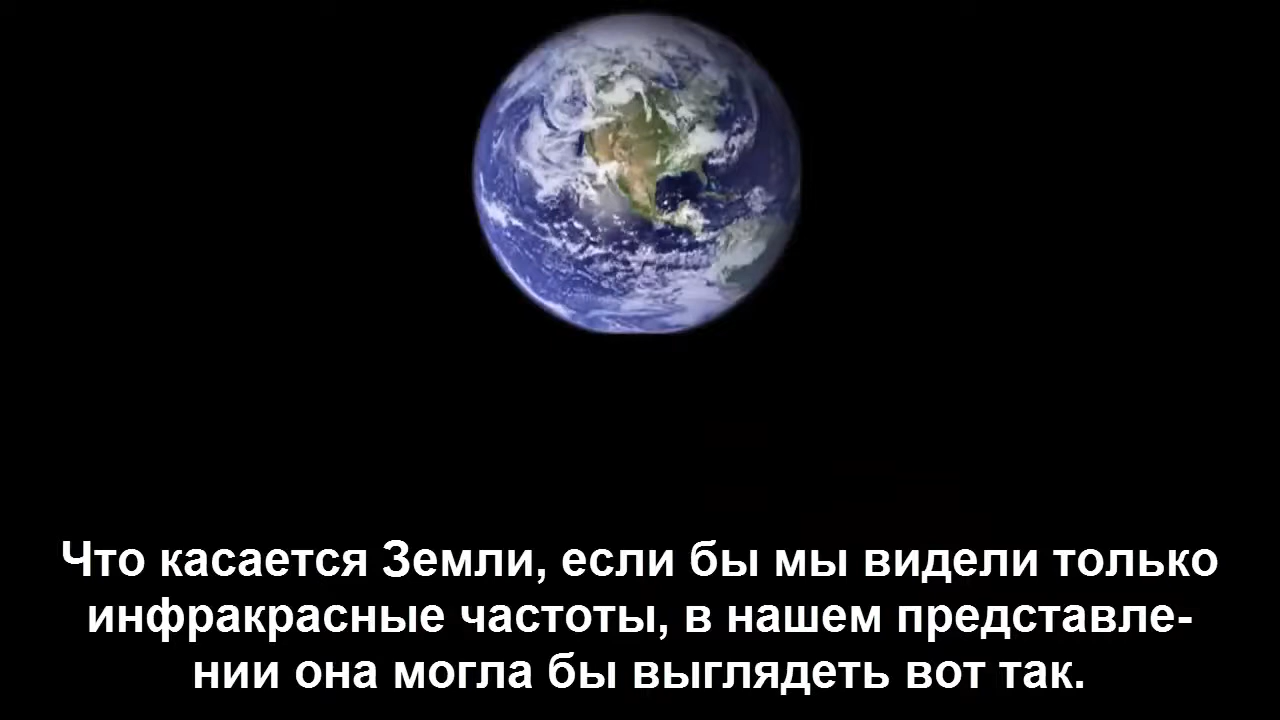 Что касается Земли, если бы мы видели только
инфракрасные частоты, в нашем представле-
нии она могла бы выглядеть вот так.